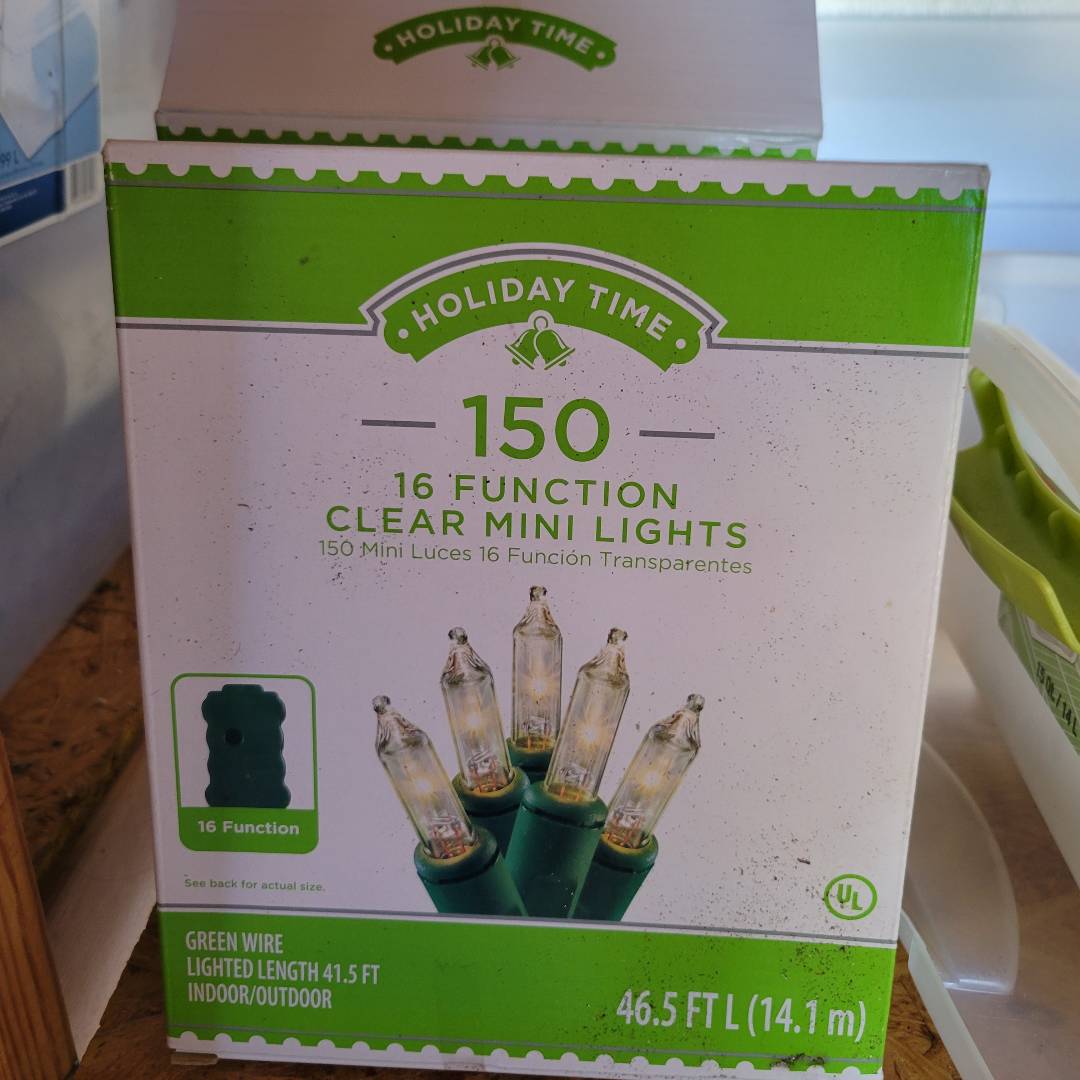 HOLIDAY TIME
99 L
HOLIDAY TIME
150
16 FUNCTION
CLEAR MINI LIGHTS
150 Mini Luces 16 Función Transparentes
16 Function
See back for actual size.
UL
GREEN WIRE
LIGHTED LENGTH 41.5 FT
INDOOR/OUTDOOR
46.5 FT L (14.1 m)